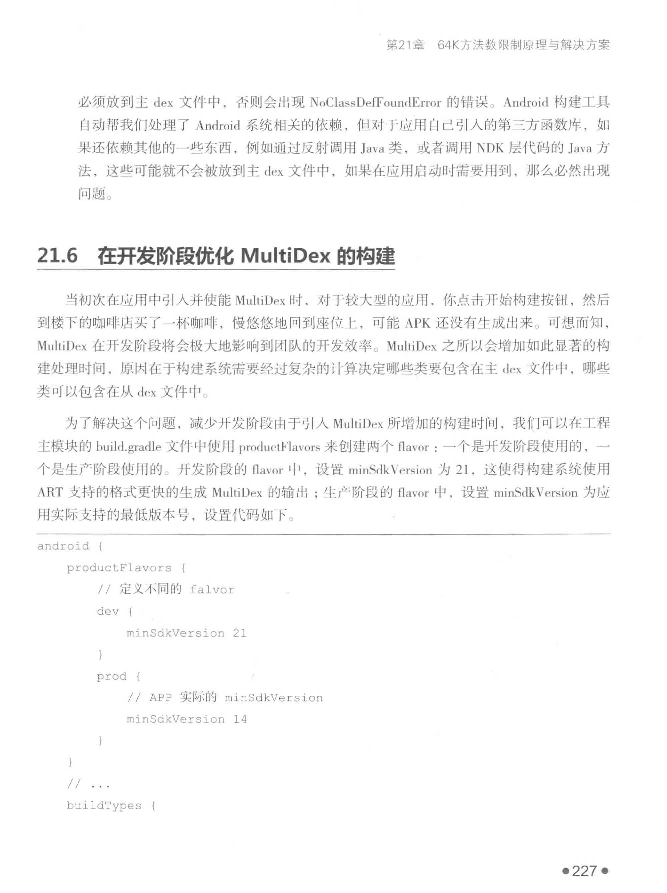 第21章 64K方法数限制原理与解决方案
必须放到主 dex 文件中，否则会出现 NoClassDefFoundError 的错误。Android 构建工具
自动帮我们处理了 Android 系统相关的依赖，但对于应用自己引入的第三方函数库，如
果还依赖其他的一些东西，例如通过反射调用 Java 类，或者调用 NDK 层代码的 Java 方
法，这些可能就不会被放到主 dex 文件中，如果在应用启动时需要用到，那么必然出现
问题。
21.6 在开发阶段优化 MultiDex 的构建
当初次在应用中引入并使能 MultiDex 时，对于较大型的应用，你点击开始构建按钮，然后
到楼下的咖啡店买了一杯咖啡，慢悠悠地回到座位上，可能 APK 还没有生成出来。可想而知，
MultiDex 在开发阶段将会极大地影响到团队的开发效率。MultiDex 之所以会增加如此显著的构
建处理时间，原因在于构建系统需要经过复杂的计算决定哪些类要包含在主 dex 文件中，哪些
类可以包含在从 dex 文件中。
为了解决这个问题，减少开发阶段由于引入 MultiDex 所增加的构建时间，我们可以在工程
主模块的 build.gradle 文件中使用 productFlavors 来创建两个 flavor：一个是开发阶段使用的，一
个是生产阶段使用的。开发阶段的 flavor 中，设置 minSdkVersion 为 21，这使得构建系统使用
ART 支持的格式更快的生成 MultiDex 的输出；生产阶段的 flavor 中，设置 minSdkVersion 为应
用实际支持的最低版本号，设置代码如下。
android {
productFlavors {
// 定义不同的 falvor
dev {
minSdkVersion 21
}
prod {
// APP 实际的 minSdkVersion
minSdkVersion 14
}
}
// ...
buildTypes {
●227●